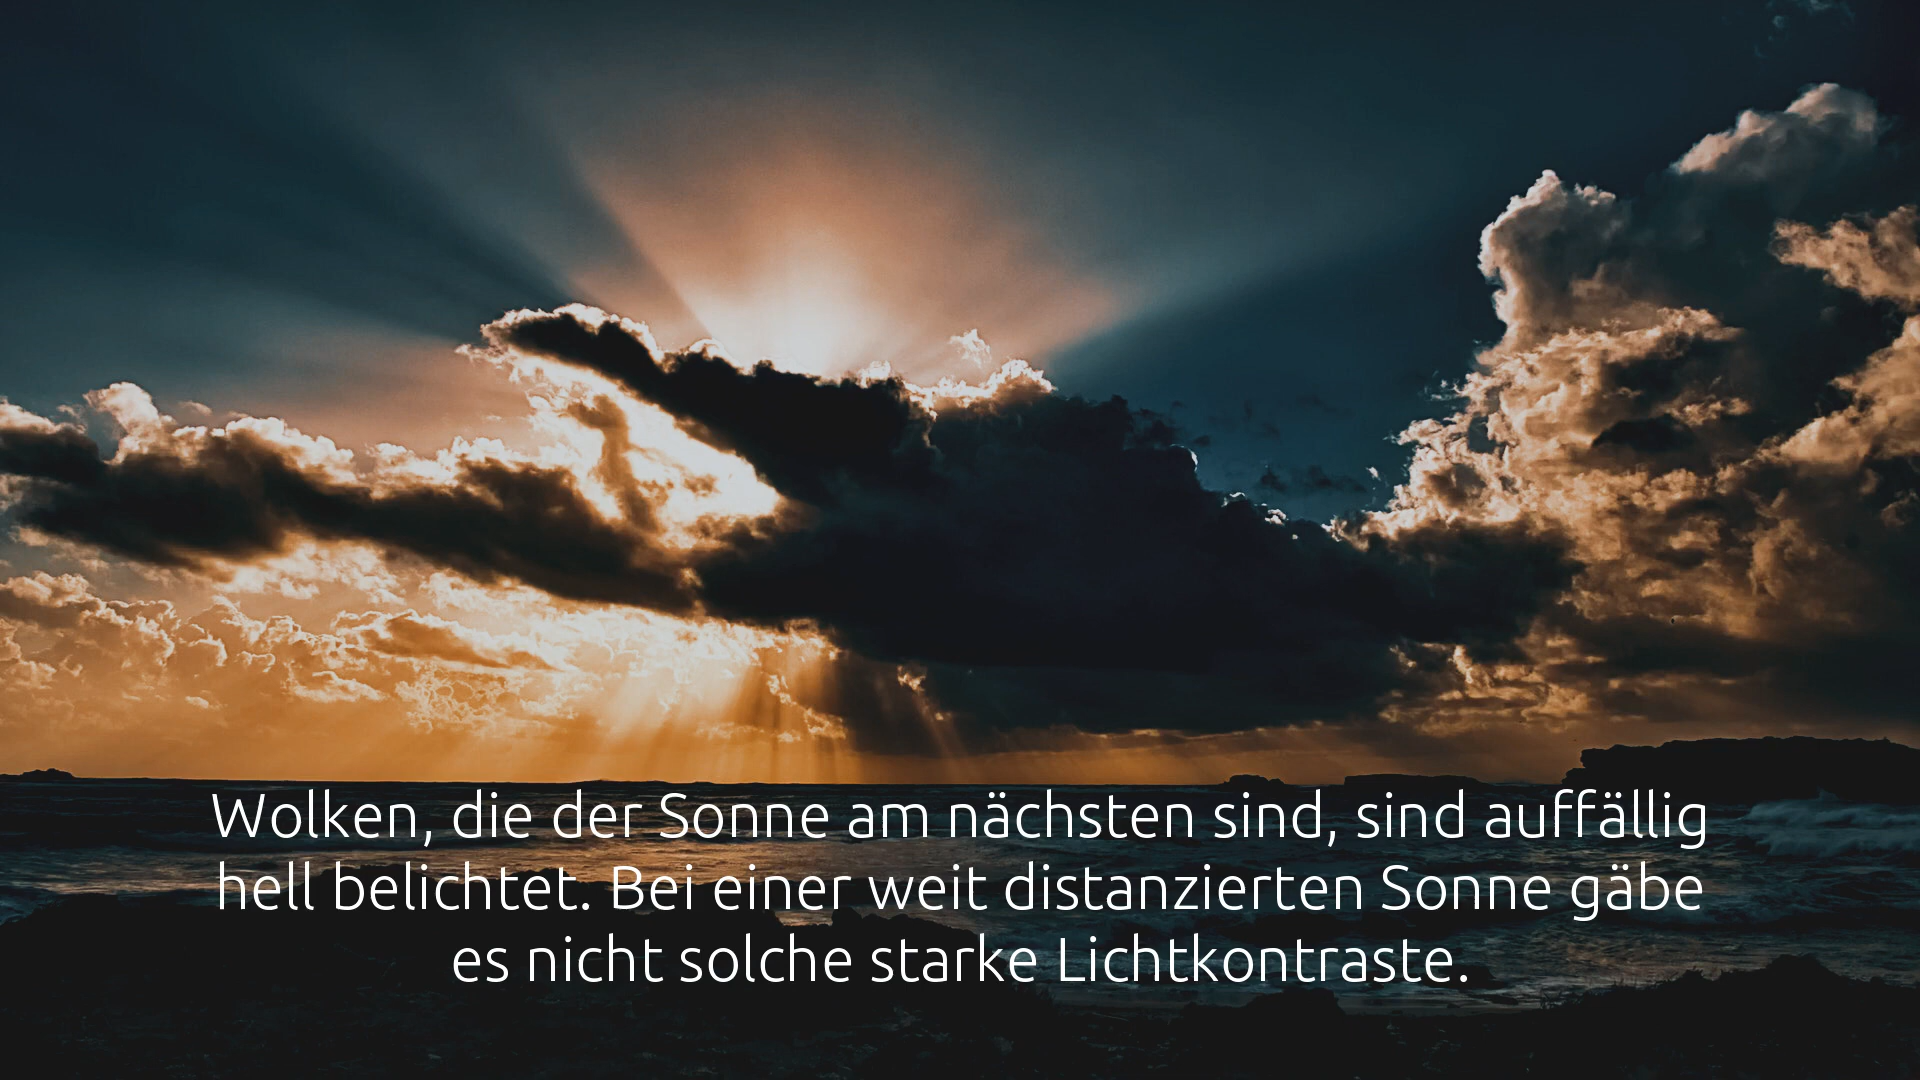 Wolken, die der Sonne am nächsten sind, sind auffällig
hell belichtet. Bei einer weit distanzierten Sonne gäbe
es nicht solche starke Lichtkontraste.